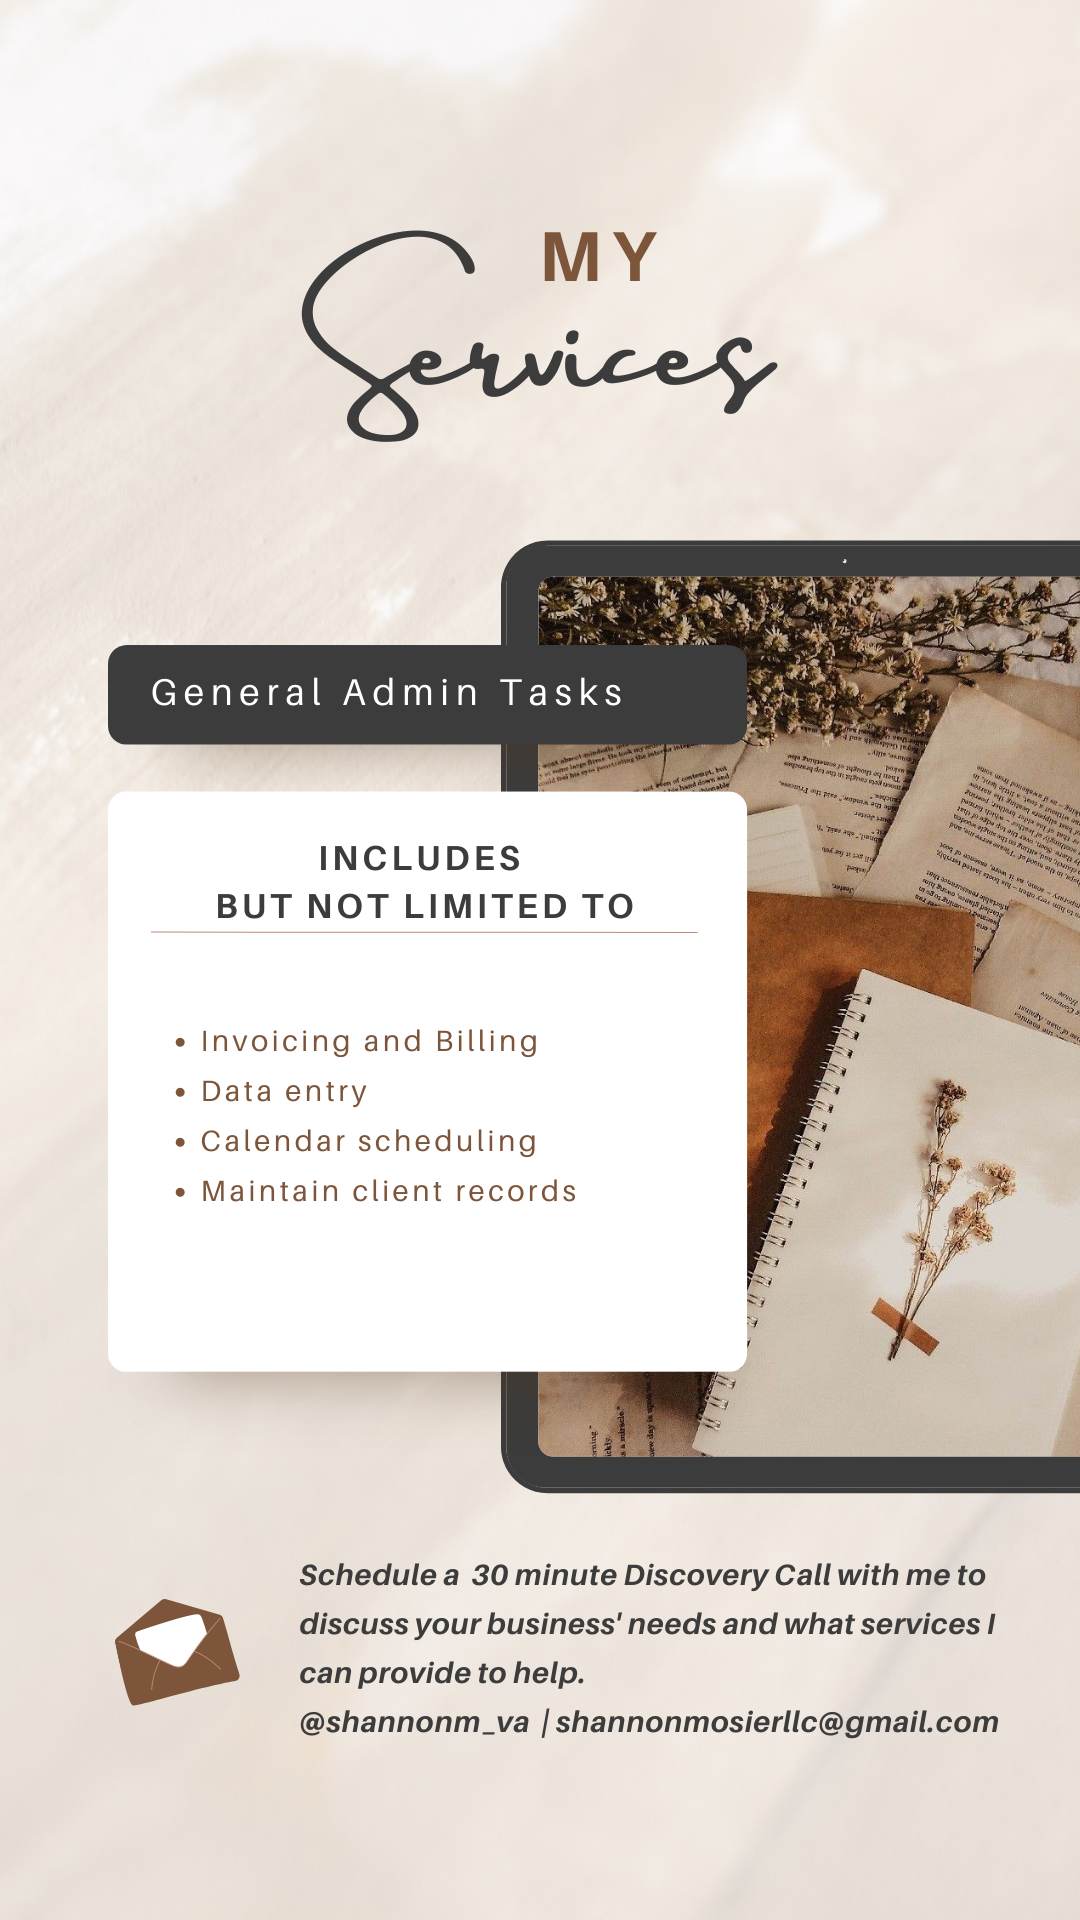 MY
Services
General Admin Tasks
INCLUDES
BUT NOT LIMITED TO
• Invoicing and Billing
• Data entry
• Calendar scheduling
• Maintain client records
Schedule a 30 minute Discovery Call with me to
discuss your business' needs and what services I
can provide to help.
@shannonm_va | shannonmosierllc@gmail.com